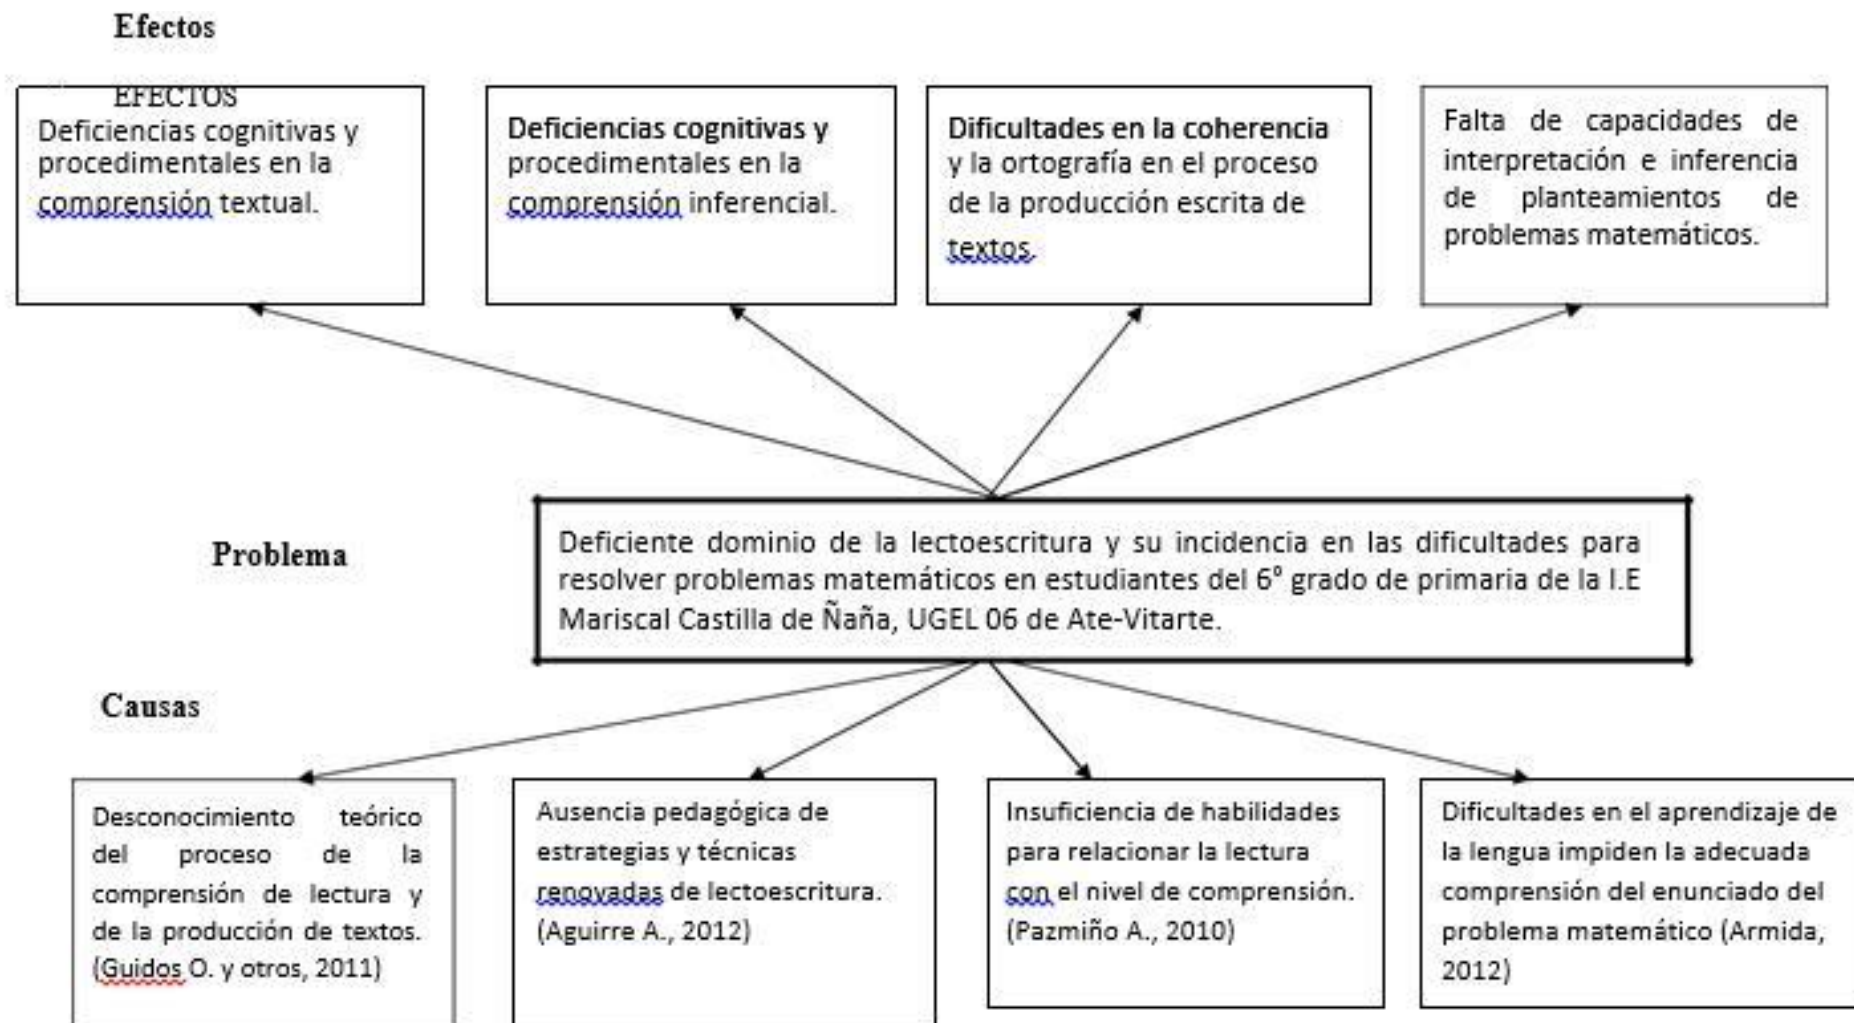 Efectos
EFECTOS
Deficiencias cognitivas y
procedimentales en la
comprensión textual.
Deficiencias cognitivas y
procedimentales en la
comprensión inferencial.
Dificultades en la coherencia
y la ortografía en el proceso
de la producción escrita de
textos.
Falta de capacidades de
interpretación e inferencia
de planteamientos de
problemas matemáticos.
Problema
Deficiente dominio de la lectoescritura y su incidencia en las dificultades para
resolver problemas matemáticos en estudiantes del 6° grado de primaria de la I.E
Mariscal Castilla de Ñaña, UGEL 06 de Ate-Vitarte.
Causas
Desconocimiento teórico
del proceso de la
comprensión de lectura y
de la producción de textos.
(Guidos O. y otros, 2011)
Ausencia pedagógica de
estrategias y técnicas
renovadas de lectoescritura.
(Aguirre A., 2012)
Insuficiencia de habilidades
para relacionar la lectura
con el nivel de comprensión.
(Pazmiño A., 2010)
Dificultades en el aprendizaje de
la lengua impiden la adecuada
comprensión del enunciado del
problema matemático (Armida,
2012)